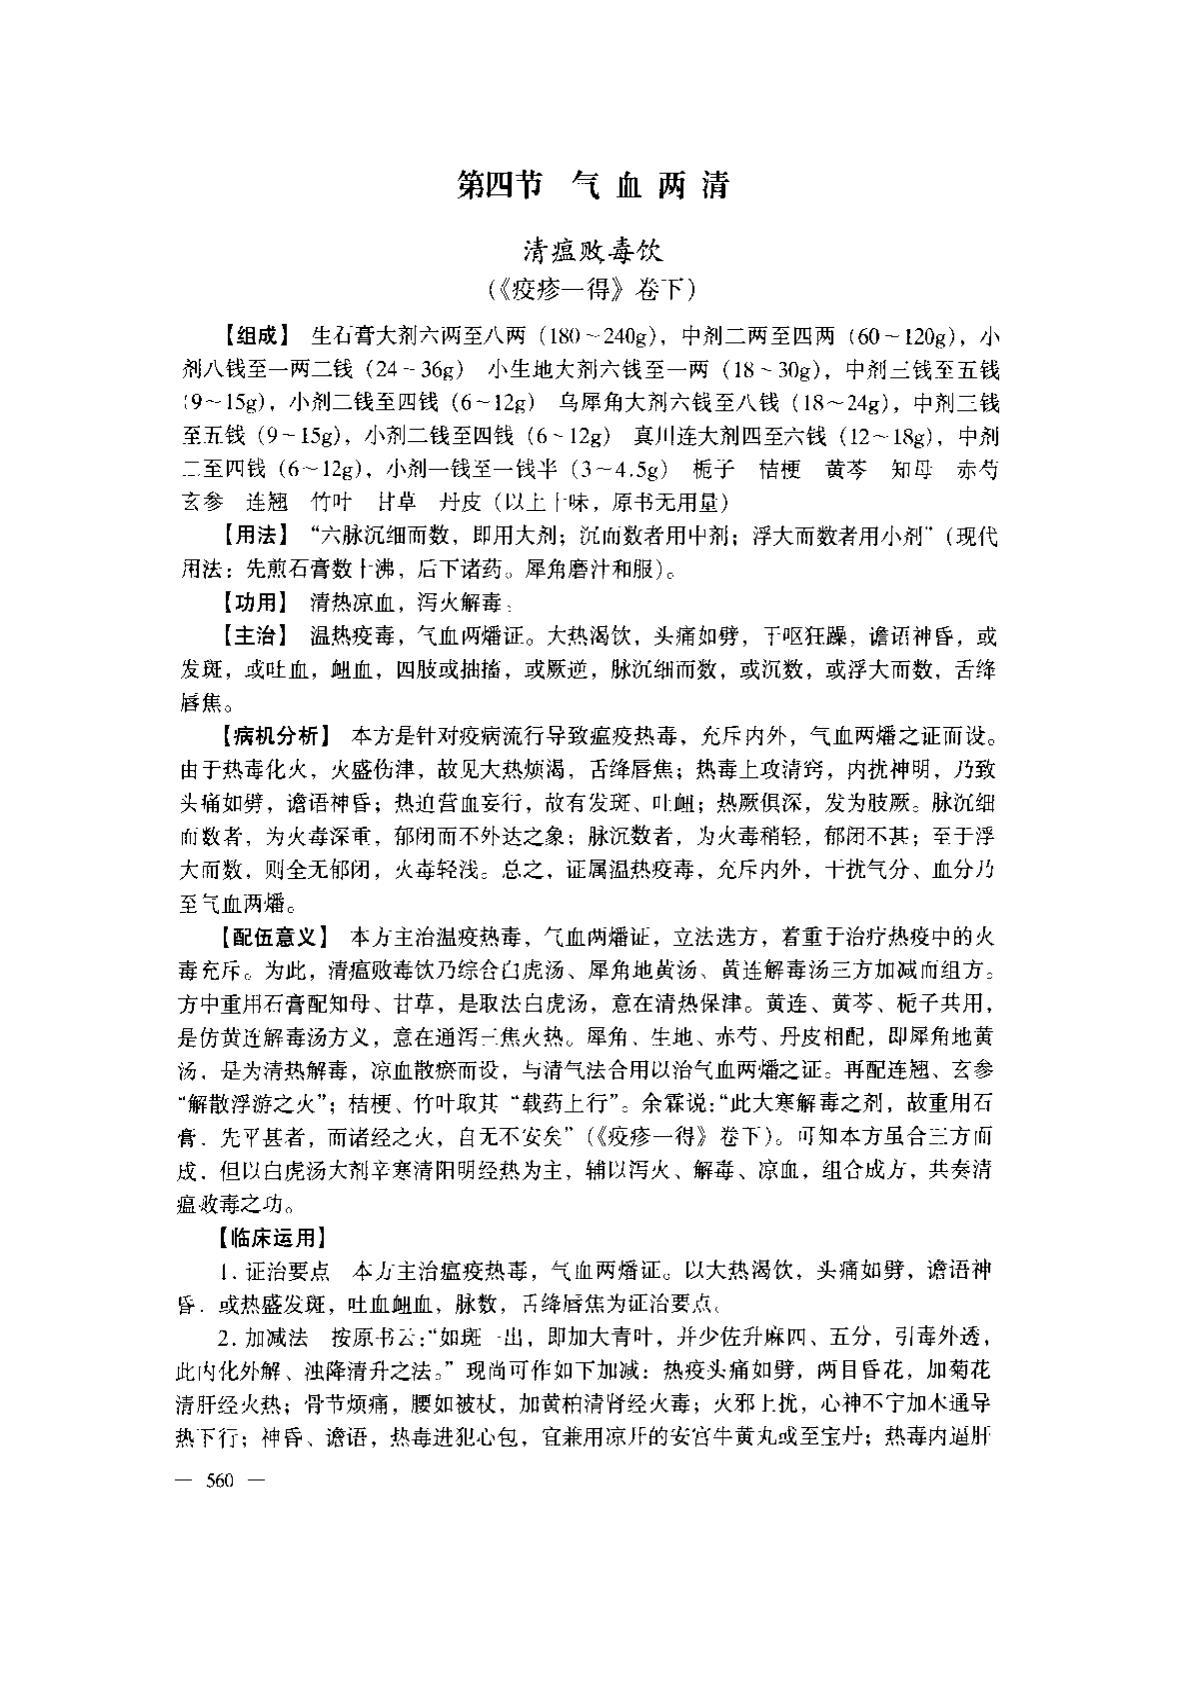 第四节 气血两清
清瘟败毒饮
(《疫疹一得》卷下)
【组成】 生石膏大剂六两至八两（180～240g），中剂二两至四两（60～120g），小
剂八钱至一两二钱（24～36g） 小生地大剂六钱至一两（18～30g），中剂三钱至五钱
（9～15g），小剂二钱至四钱（6～12g） 乌犀角大剂六钱至八钱（18～24g），中剂三钱
至五钱（9～15g），小剂二钱至四钱（6～12g） 真川连大剂四至六钱（12～18g），中剂
二至四钱（6～12g），小剂一钱至一钱半（3～4.5g） 栀子 桔梗 黄芩 知母 赤芍
玄参 连翘 竹叶 甘草 丹皮（以上十味，原书无用量）
【用法】 “六脉沉细而数，即用大剂；沉而数者用中剂；浮大而数者用小剂”（现代
用法：先煎石膏数十沸，后下诸药。犀角磨汁和服）。
【功用】 清热凉血，泻火解毒。
【主治】 温热疫毒，气血两燔证。大热渴饮，头痛如劈，干呕狂躁，谵语神昏，或
发斑，或吐血，衄血，四肢或抽搐，或厥逆，脉沉细而数，或沉数，或浮大而数，舌绛
唇焦。
【病机分析】 本方是针对疫病流行导致瘟疫热毒，充斥内外，气血两燔之证而设。
由于热毒化火，火盛伤津，故见大热烦渴，舌绛唇焦；热毒上攻清窍，内扰神明，乃致
头痛如劈，谵语神昏；热迫营血妄行，故有发斑、吐衄；热厥俱深，发为肢厥。脉沉细
而数者，为火毒深重，郁闭而不外达之象；脉沉数者，为火毒稍轻，郁闭不甚；至于浮
大而数，则全无郁闭，火毒轻浅。总之，证属温热疫毒，充斥内外，干扰气分、血分乃
至气血两燔。
【配伍意义】 本方主治温疫热毒，气血两燔证，立法选方，着重于治疗热疫中的火
毒充斥。为此，清瘟败毒饮乃综合白虎汤、犀角地黄汤、黄连解毒汤三方加减而组方。
方中重用石膏配知母、甘草，是取法白虎汤，意在清热保津。黄连、黄芩、栀子共用，
是仿黄连解毒汤方义，意在通泻三焦火热。犀角、生地、赤芍、丹皮相配，即犀角地黄
汤，是为清热解毒，凉血散瘀而设，与清气法合用以治气血两燔之证。再配连翘、玄参
“解散浮游之火”；桔梗、竹叶取其“载药上行”。余霖说：“此大寒解毒之剂，故重用石
膏，先平甚者，而诸经之火，自无不安矣”（《疫疹一得》卷下）。可知本方虽合三方而
成，但以白虎汤大剂辛寒清阳明经热为主，辅以泻火、解毒、凉血，组合成方，共奏清
瘟败毒之功。
【临床运用】
1. 证治要点 本方主治瘟疫热毒，气血两燔证。以大热渴饮，头痛如劈，谵语神
昏，或热盛发斑，吐血衄血，脉数，舌绛唇焦为证治要点。
2. 加减法 按原书云：“如斑一出，即加大青叶，并少佐升麻四、五分，引毒外透，
此内化外解、浊降清升之法。”现尚可作如下加减：热疫头痛如劈，两目昏花，加菊花
清肝经火热；骨节烦痛，腰如被杖，加黄柏清肾经火毒；火邪上扰，心神不宁加木通导
热下行；神昏、谵语，热毒进犯心包，宜兼用凉开的安宫牛黄丸或至宝丹；热毒内逼肝
— 560 —